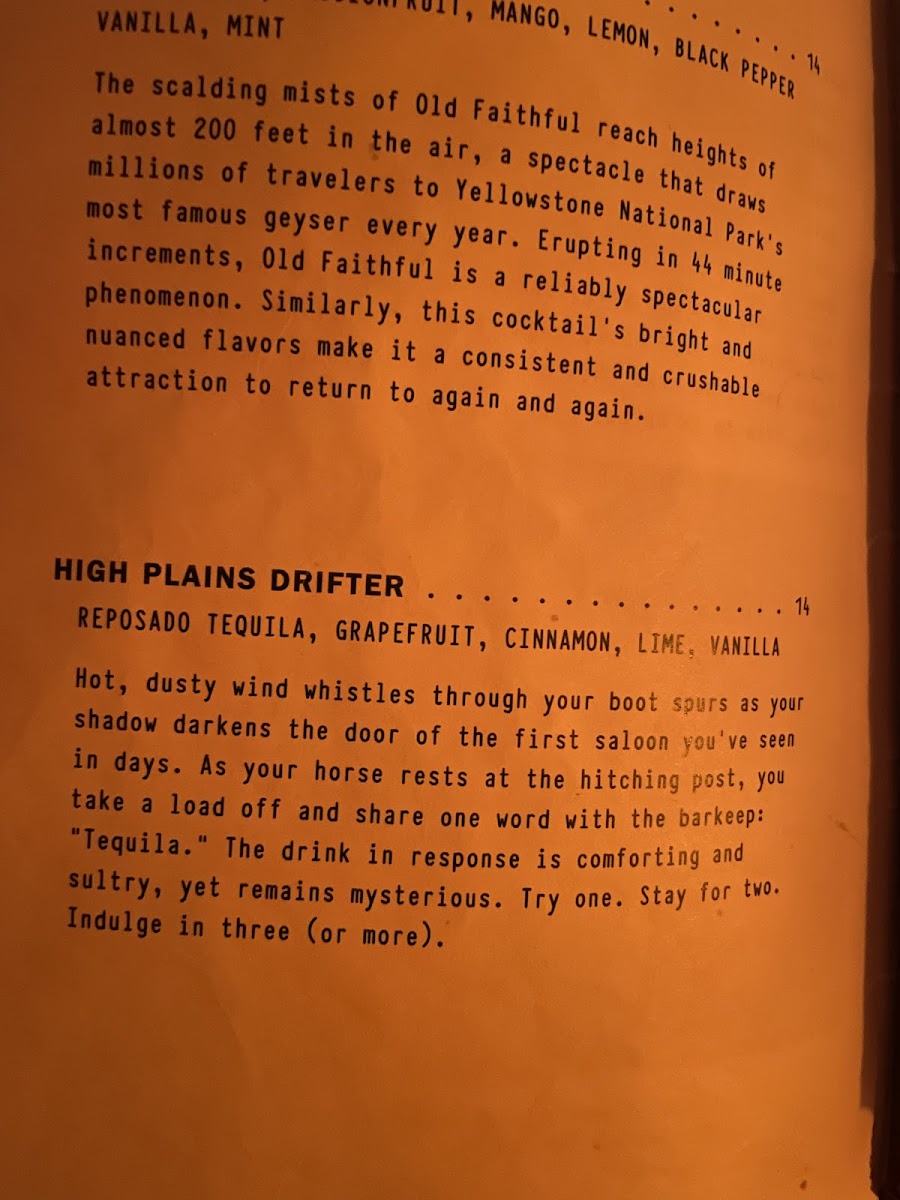 MANGO, LEMON, BLACK PEPPER
VANILLA, MINT
. . . . . . . . 14
The scalding mists of Old Faithful reach heights of
almost 200 feet in the air, a spectacle that draws
millions of travelers to Yellowstone National Park's
most famous geyser every year. Erupting in 44 minute
increments, Old Faithful is a reliably spectacular
phenomenon. Similarly, this cocktail's bright and
nuanced flavors make it a consistent and crushable
attraction to return to again and again.
HIGH PLAINS DRIFTER . . . . . . . . . . . . . . 14
REPOSADO TEQUILA, GRAPEFRUIT, CINNAMON, LIME, VANILLA
Hot, dusty wind whistles through your boot spurs as your
shadow darkens the door of the first saloon you've seen
in days. As your horse rests at the hitching post, you
take a load off and share one word with the barkeep:
"Tequila." The drink in response is comforting and
sultry, yet remains mysterious. Try one. Stay for two.
Indulge in three (or more).